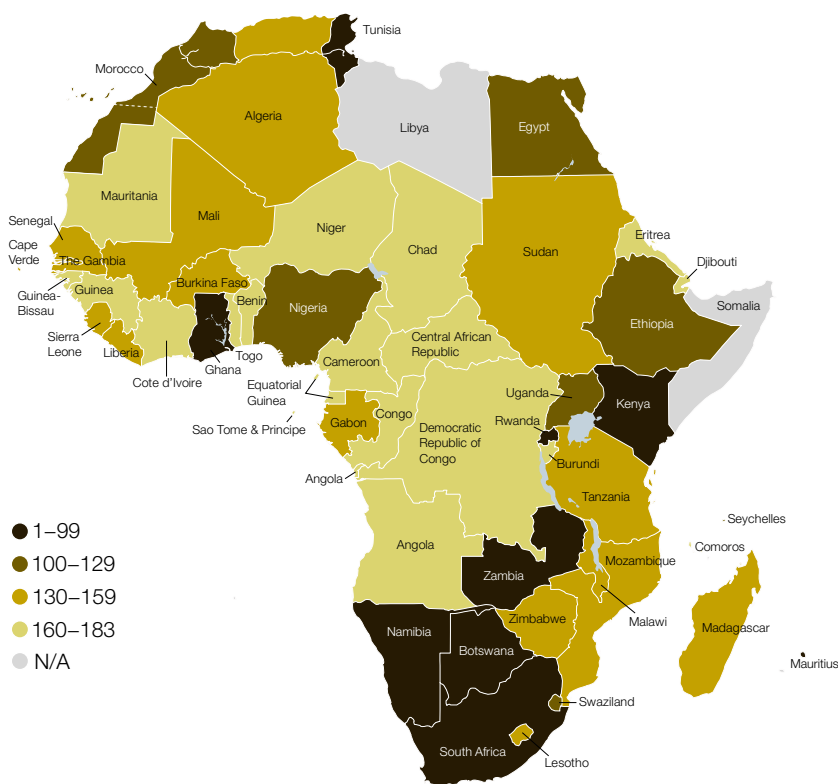 Tunisia
Morocco
Algeria
Libya
Egypt
Mauritania
Mali
Niger
Chad
Sudan
Eritrea
Senegal
Cape
Verde
The Gambia
Djibouti
Burkina Faso
Guinea
Guinea-
Bissau
Benin
Nigeria
Somalia
Ethiopia
Sierra
Leone
Liberia
Togo
Ghana
Cote d'Ivoire
Central African
Republic
Cameroon
Equatorial
Guinea
Uganda
Kenya
Congo
Gabon
Rwanda
Sao Tome & Principe
Democratic
Republic of
Congo
Burundi
Angola
Tanzania
Seychelles
1–99
100–129
130–159
160–183
N/A
Angola
Comoros
Mozambique
Zambia
Malawi
Zimbabwe
Madagascar
Namibia
Botswana
Mauritius
Swaziland
South Africa
Lesotho